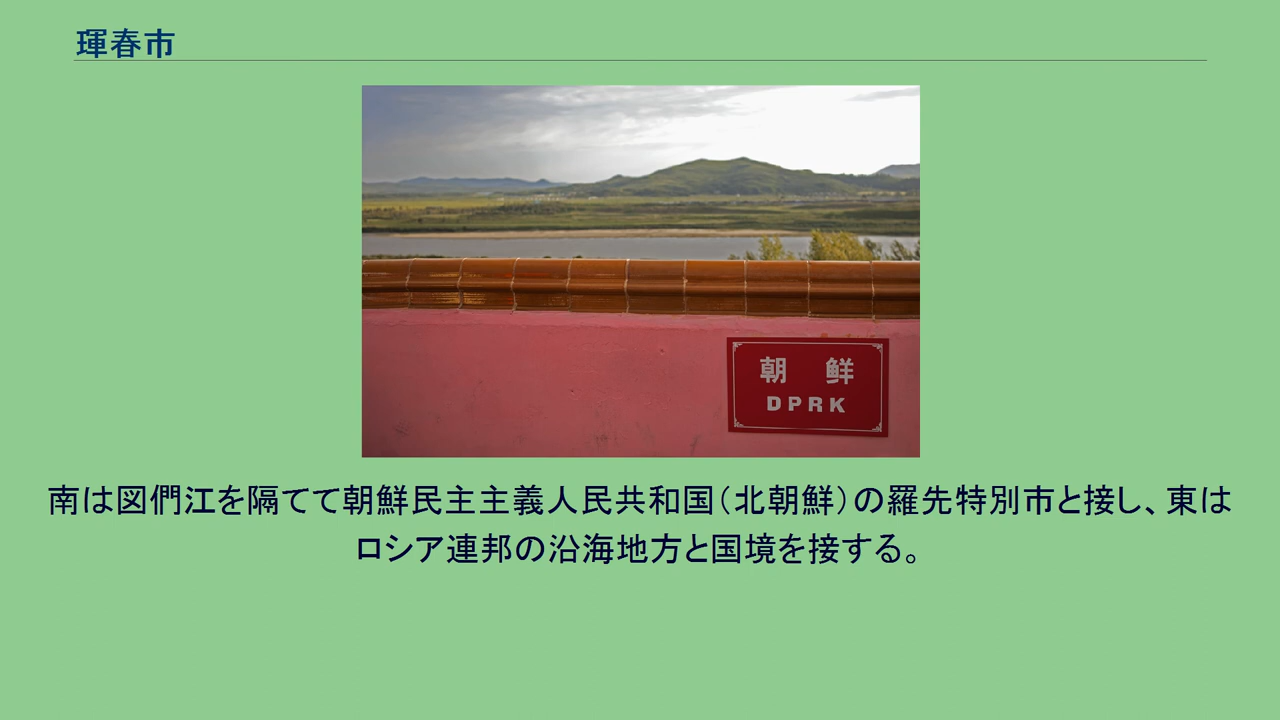 琿春市
朝 鲜
DPRK
南は図們江を隔てて朝鮮民主主義人民共和国（北朝鮮）の羅先特別市と接し、東は
ロシア連邦の沿海地方と国境を接する。